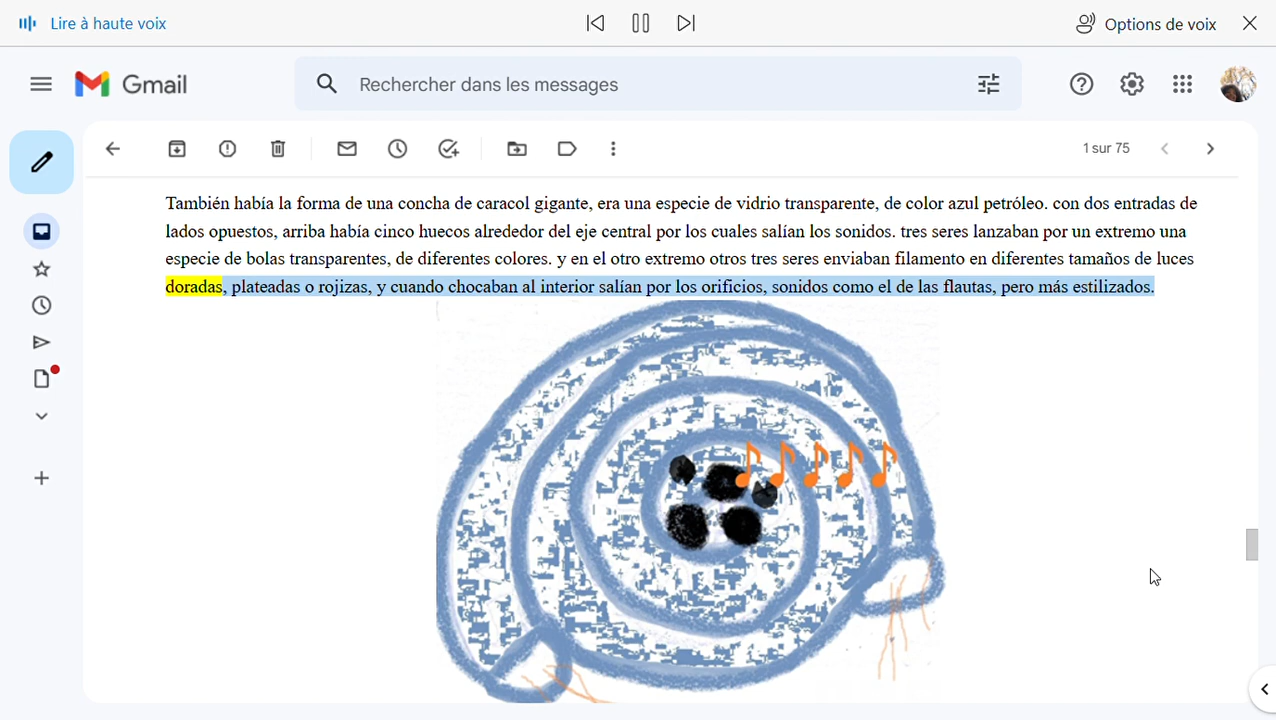 Lire à haute voix
Options de voix
Gmail
Rechercher dans les messages
1 sur 75
También había la forma de una concha de caracol gigante, era una especie de vidrio transparente, de color azul petróleo. con dos entradas de
lados opuestos, arriba había cinco huecos alrededor del eje central por los cuales salían los sonidos. tres seres lanzaban por un extremo una
especie de bolas transparentes, de diferentes colores. y en el otro extremo otros tres seres enviaban filamento en diferentes tamaños de luces
doradas, plateadas o rojizas, y cuando chocaban al interior salían por los orificios, sonidos como el de las flautas, pero más estilizados.